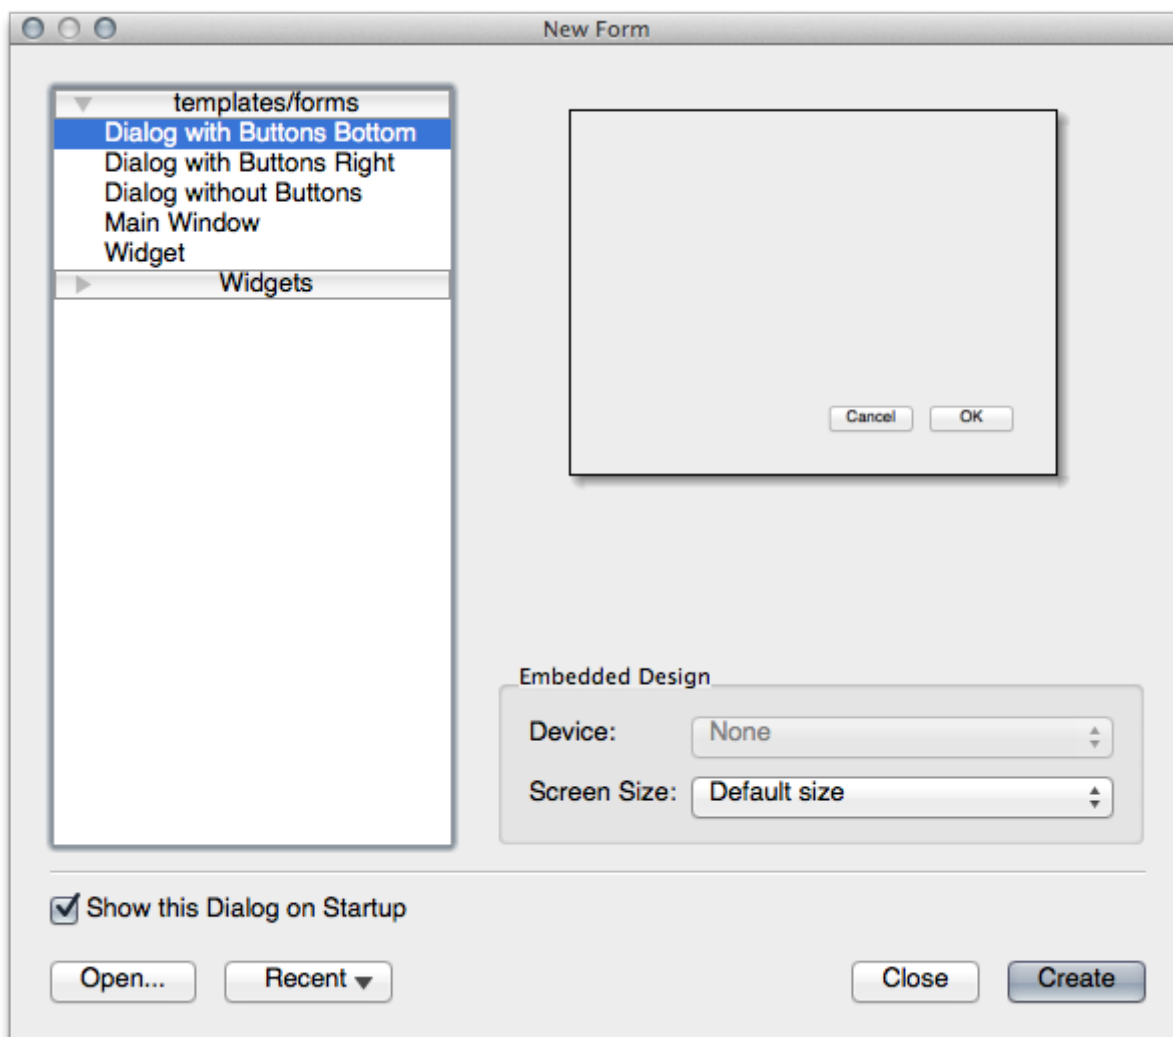 New Form
templates/forms
Dialog with Buttons Bottom
Dialog with Buttons Right
Dialog without Buttons
Main Window
Widget
Widgets
Cancel OK
Embedded Design
Device: None
Screen Size: Default size
Show this Dialog on Startup
Open... Recent Close Create